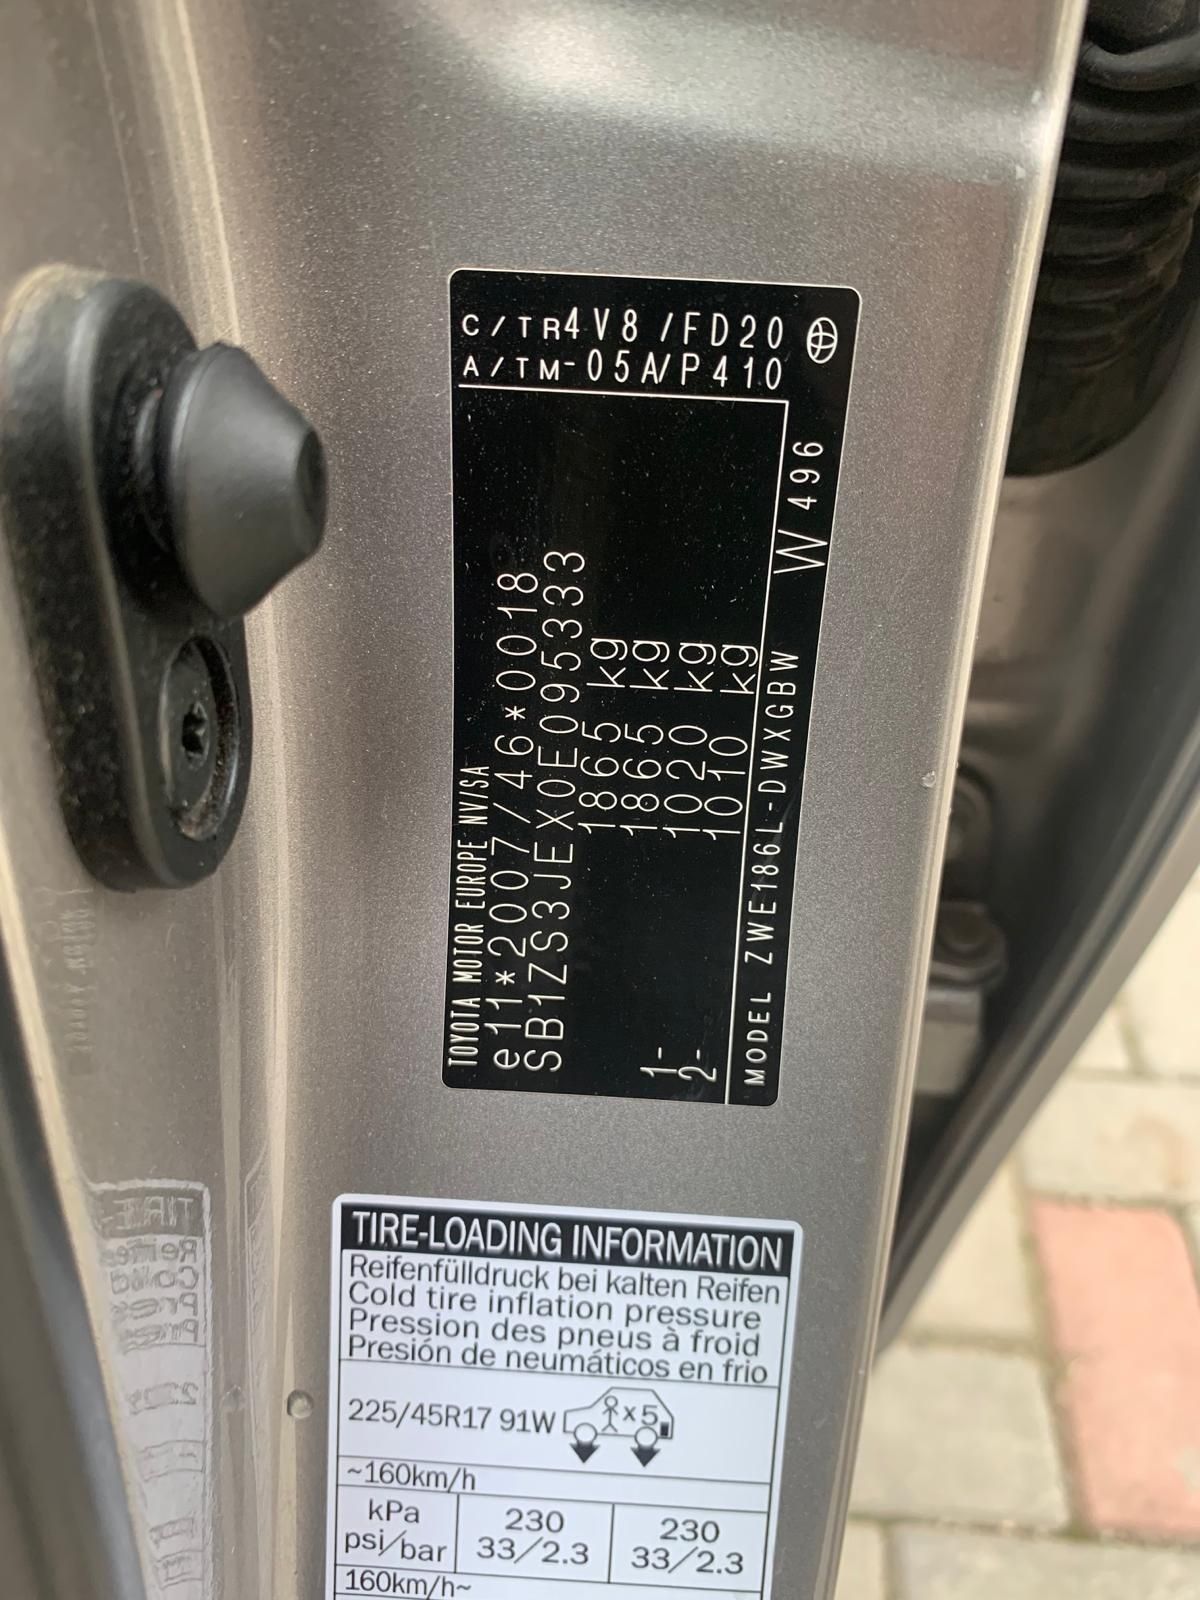 C/TR4V8 /FD20
A/TM-05A/P410
W496
TOYOTA MOTOR EUROPE NV/SA
e11*2007/46*0018
SB1ZS3JEX0E095333
1865 kg
1865 kg
1- 1020 kg
2- 1010 kg
MODEL ZWE186L-DWXGBW
TIRE-LOADING INFORMATION
Reifenfülldruck bei kalten Reifen
Cold tire inflation pressure
Pression des pneus à froid
Presión de neumáticos en frio
225/45R17 91W x5
~160km/h
kPa 230 230
psi/bar 33/2.3 33/2.3
160km/h~